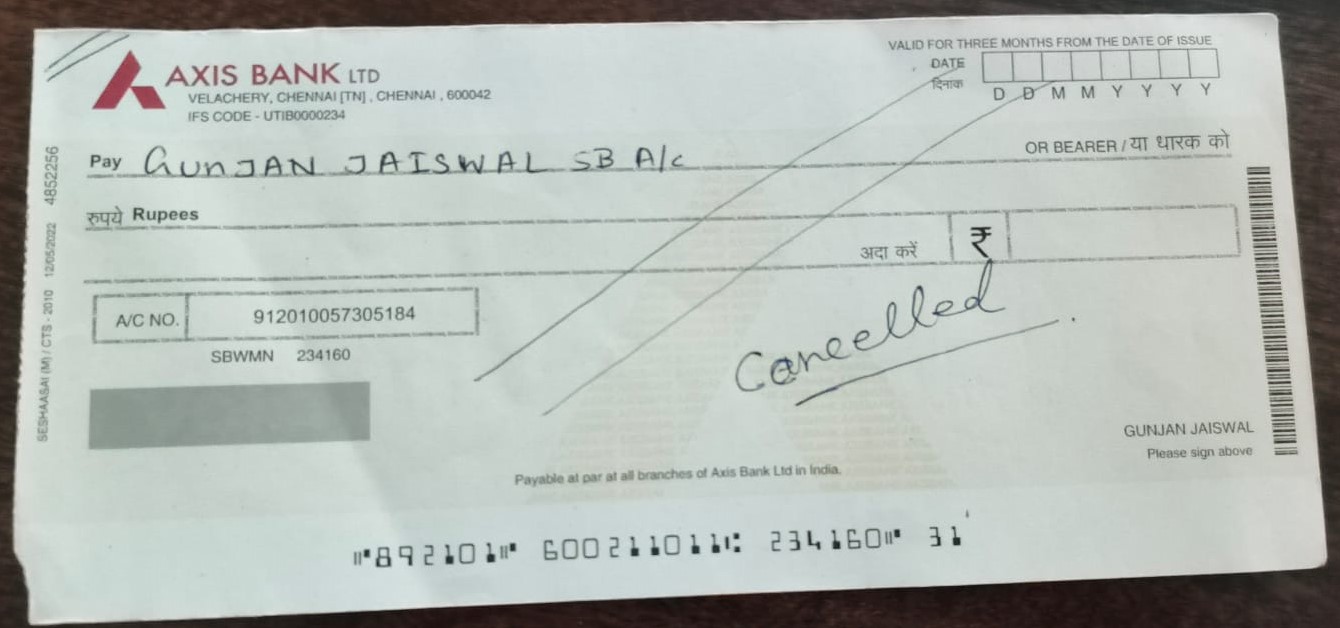 VALID FOR THREE MONTHS FROM THE DATE OF ISSUE
AXIS BANK LTD
VELACHERY, CHENNAI [TN] , CHENNAI , 600042
IFS CODE - UTIB0000234
DATE
दिनांक
D D M M Y Y Y Y
Pay GUNJAN JAISWAL SB A/c
OR BEARER / या धारक को
रुपये Rupees
अदा करें ₹
A/C NO. 912010057305184
SBWMN 234160
Cancelled
GUNJAN JAISWAL
Please sign above
Payable at par at all branches of Axis Bank Ltd in India.
⑈892101⑈ 600211011⑆ 234160⑈ 31
SESHAASAI (M) / CTS - 2010 12/05/2022 4852256